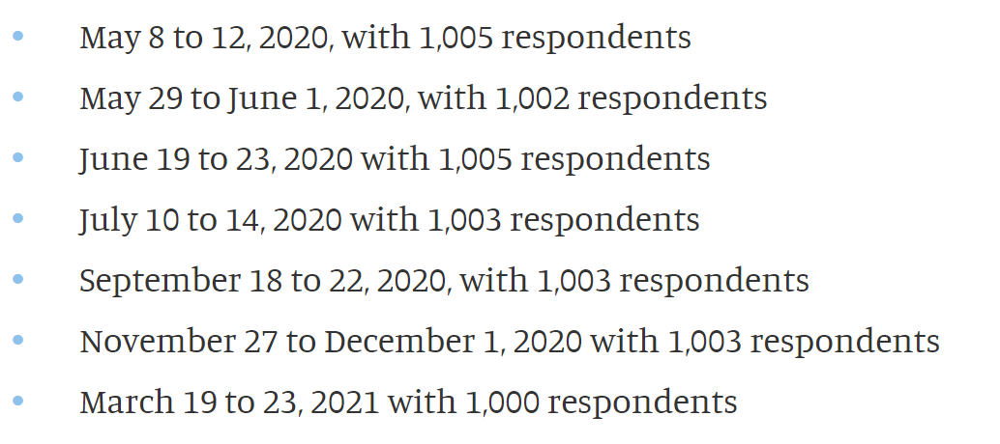 • May 8 to 12, 2020, with 1,005 respondents
• May 29 to June 1, 2020, with 1,002 respondents
• June 19 to 23, 2020 with 1,005 respondents
• July 10 to 14, 2020 with 1,003 respondents
• September 18 to 22, 2020, with 1,003 respondents
• November 27 to December 1, 2020 with 1,003 respondents
• March 19 to 23, 2021 with 1,000 respondents